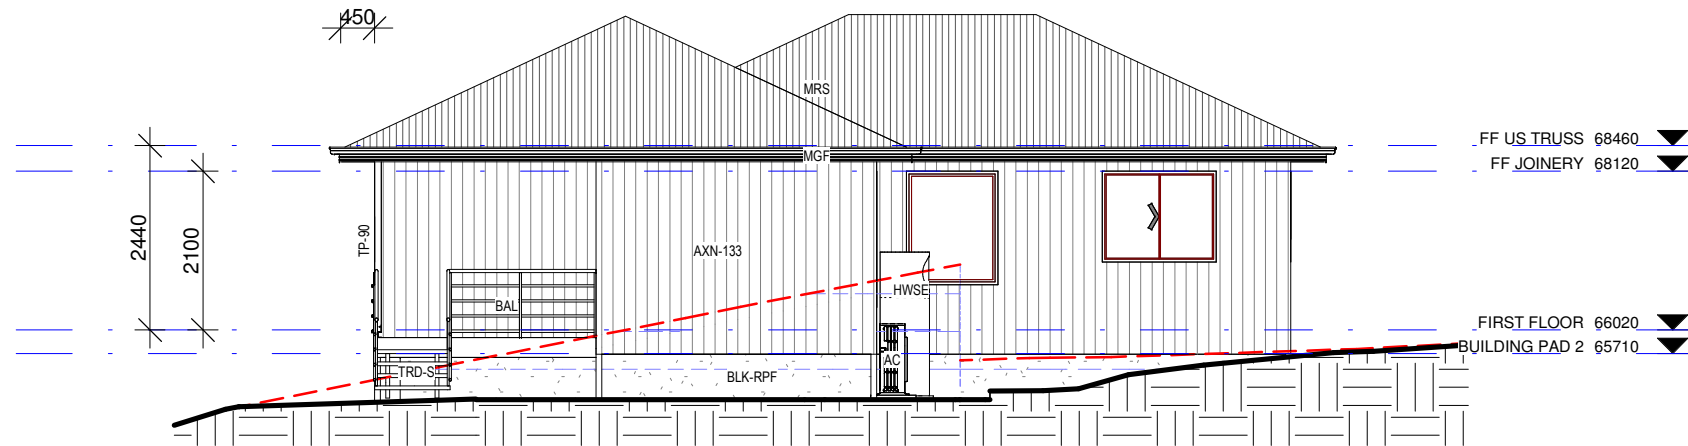 450
MRS
FF US TRUSS 68460
MGF
FF JOINERY 68120
2440
2100
TP-90
AXN-133
HWSE
BAL
FIRST FLOOR 66020
BUILDING PAD 2 65710
AC
TRD-S
BLK-RPF